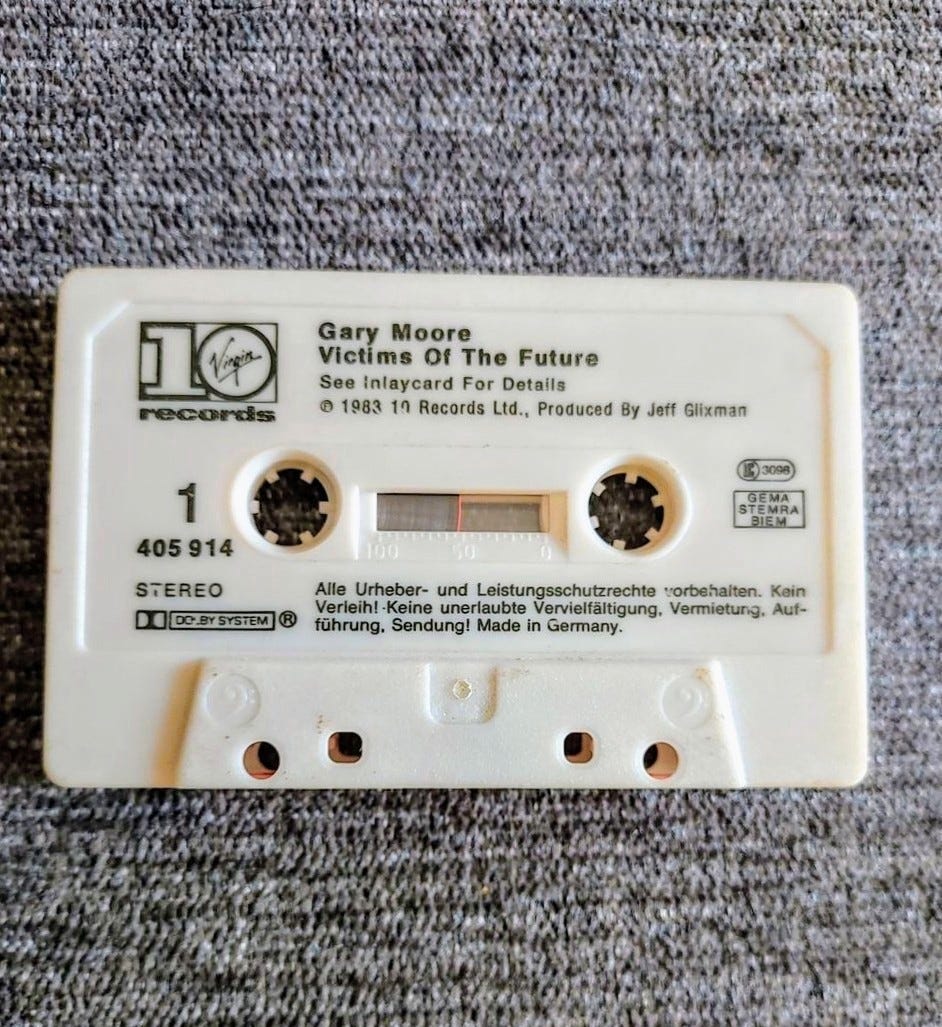 10
Virgin
records
Gary Moore
Victims Of The Future
See Inlaycard For Details
℗ 1983 10 Records Ltd., Produced By Jeff Glixman
1
405 914
E 3098
GEMA
STEMRA
BIEM
100 50 0
STEREO
DOLBY SYSTEM ®
Alle Urheber- und Leistungsschutzrechte vorbehalten. Kein
Verleih! Keine unerlaubte Vervielfältigung, Vermietung, Auf-
führung, Sendung! Made in Germany.